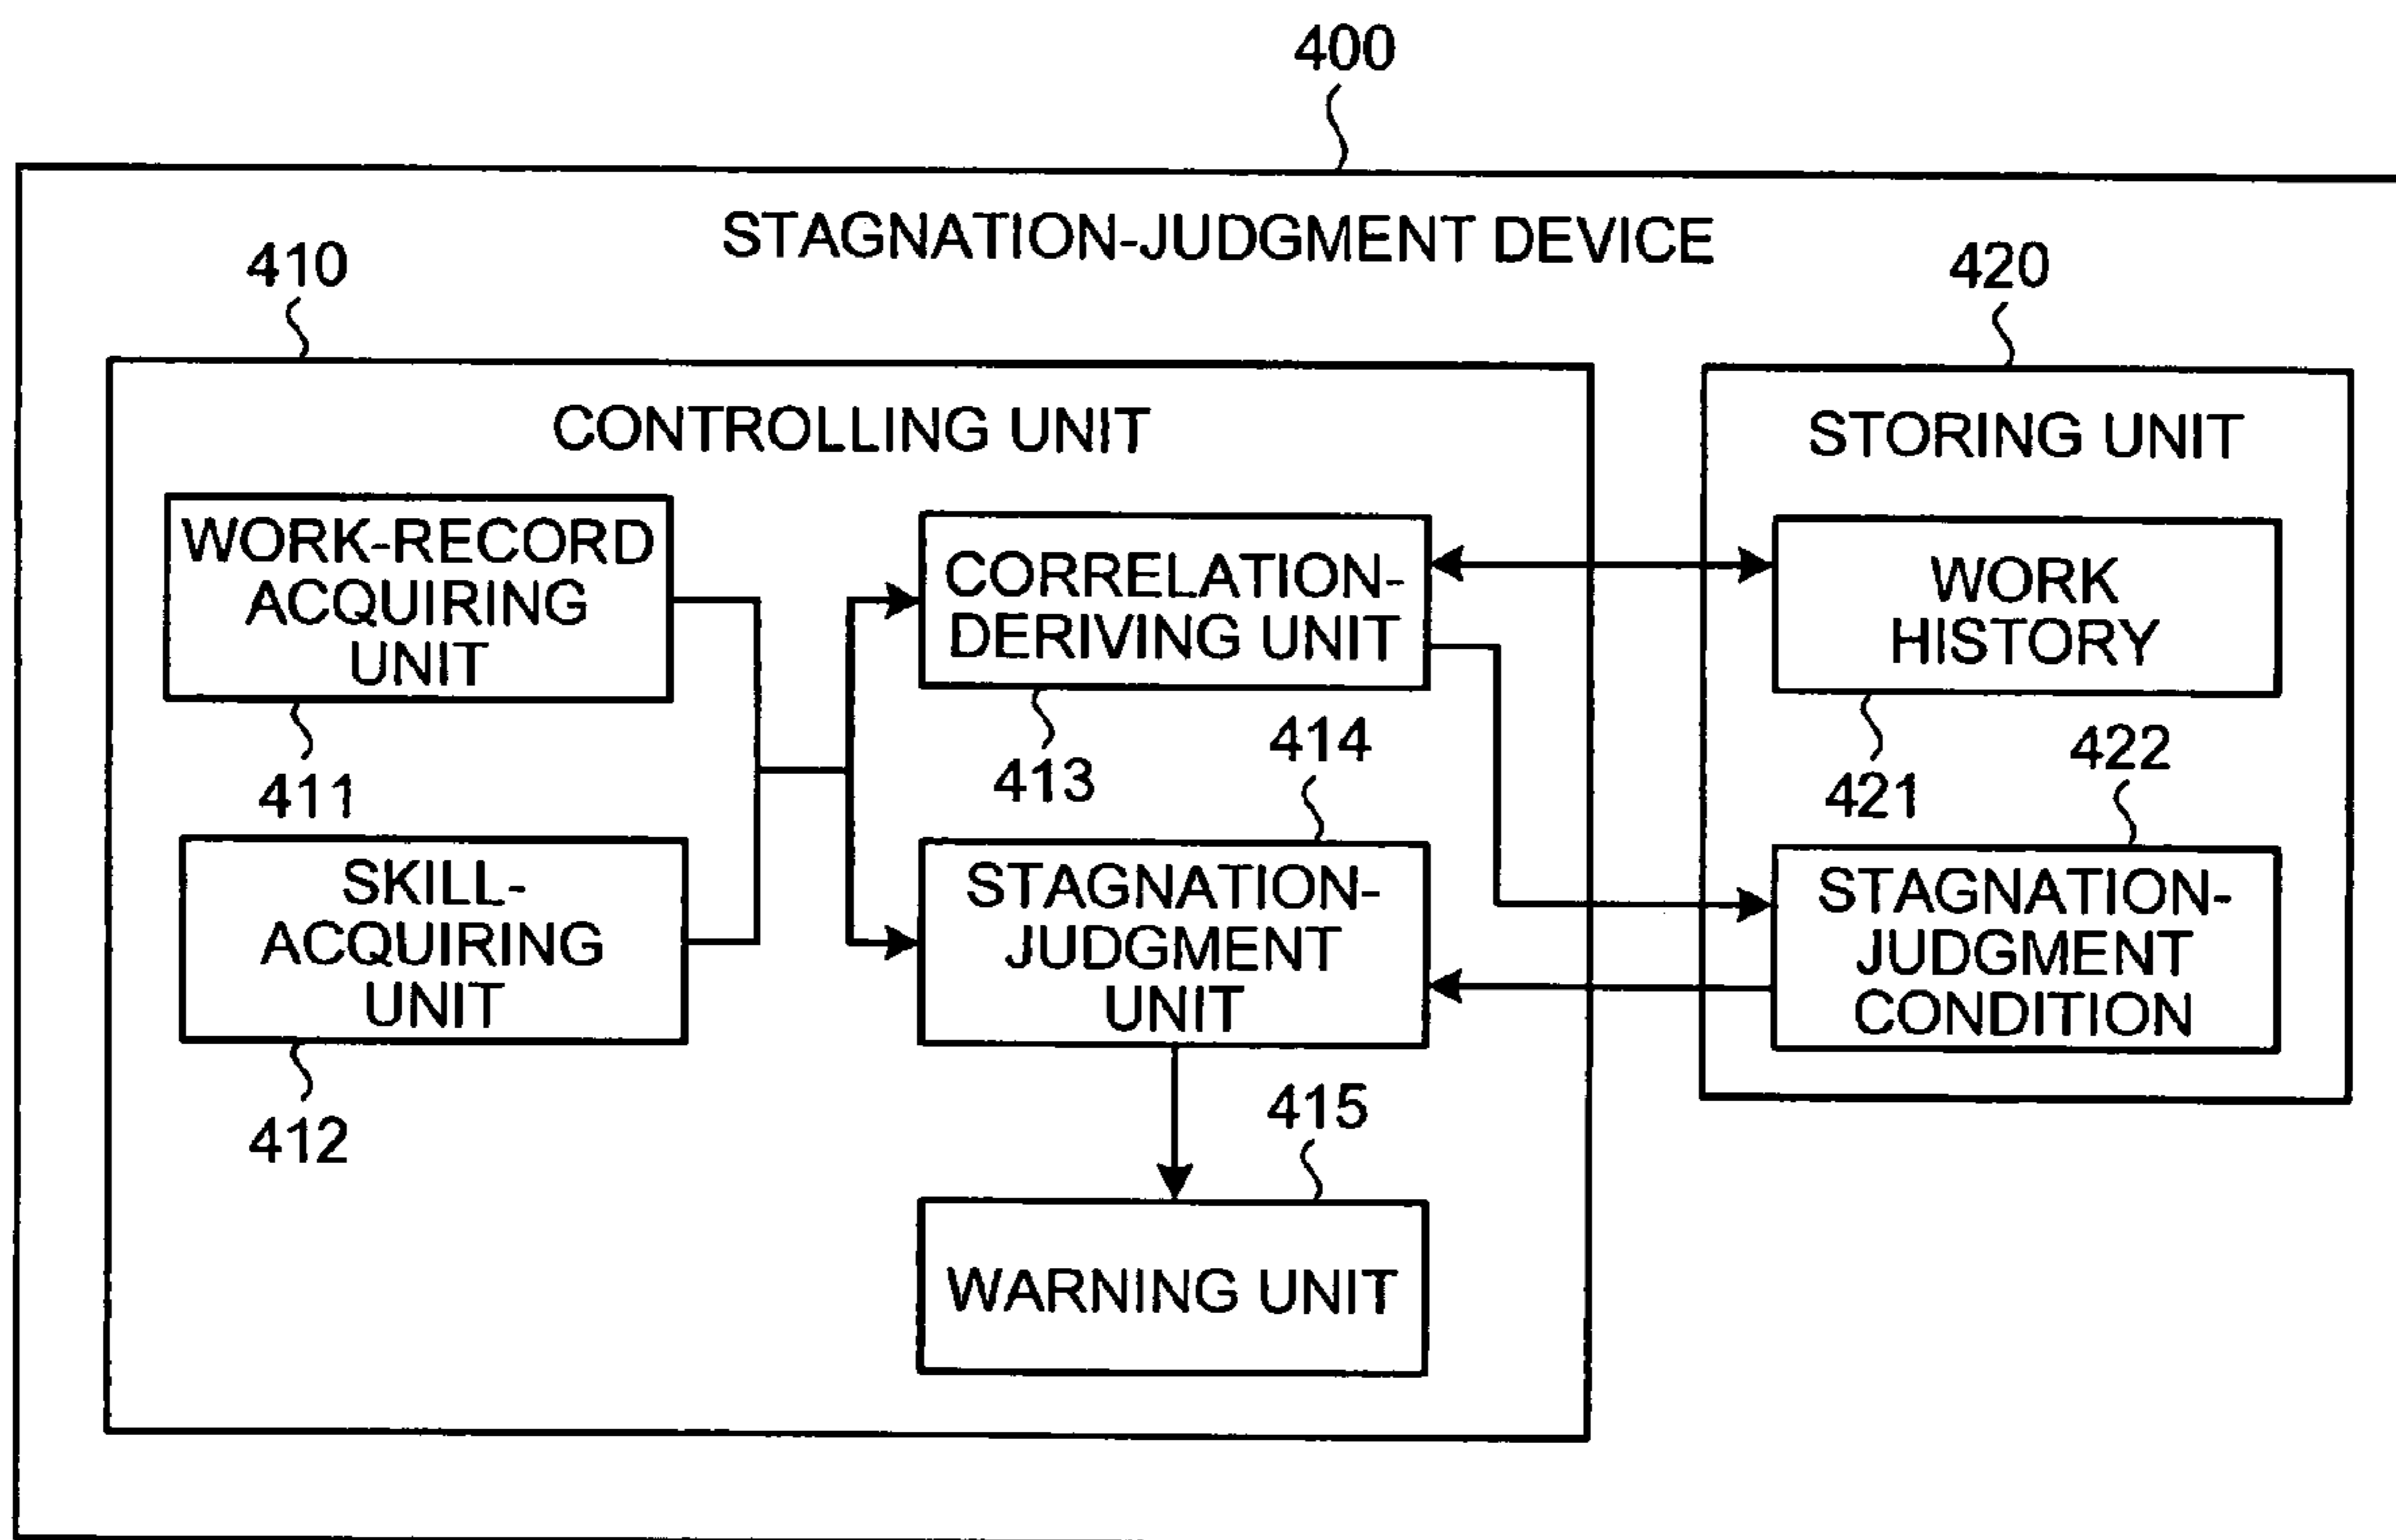 400
STAGNATION-JUDGMENT DEVICE
410
420
CONTROLLING UNIT
STORING UNIT
WORK-RECORD
ACQUIRING
UNIT
411
CORRELATION-
DERIVING UNIT
413
WORK
HISTORY
421
SKILL-
ACQUIRING
UNIT
412
414
STAGNATION-
JUDGMENT
UNIT
422
STAGNATION-
JUDGMENT
CONDITION
415
WARNING UNIT